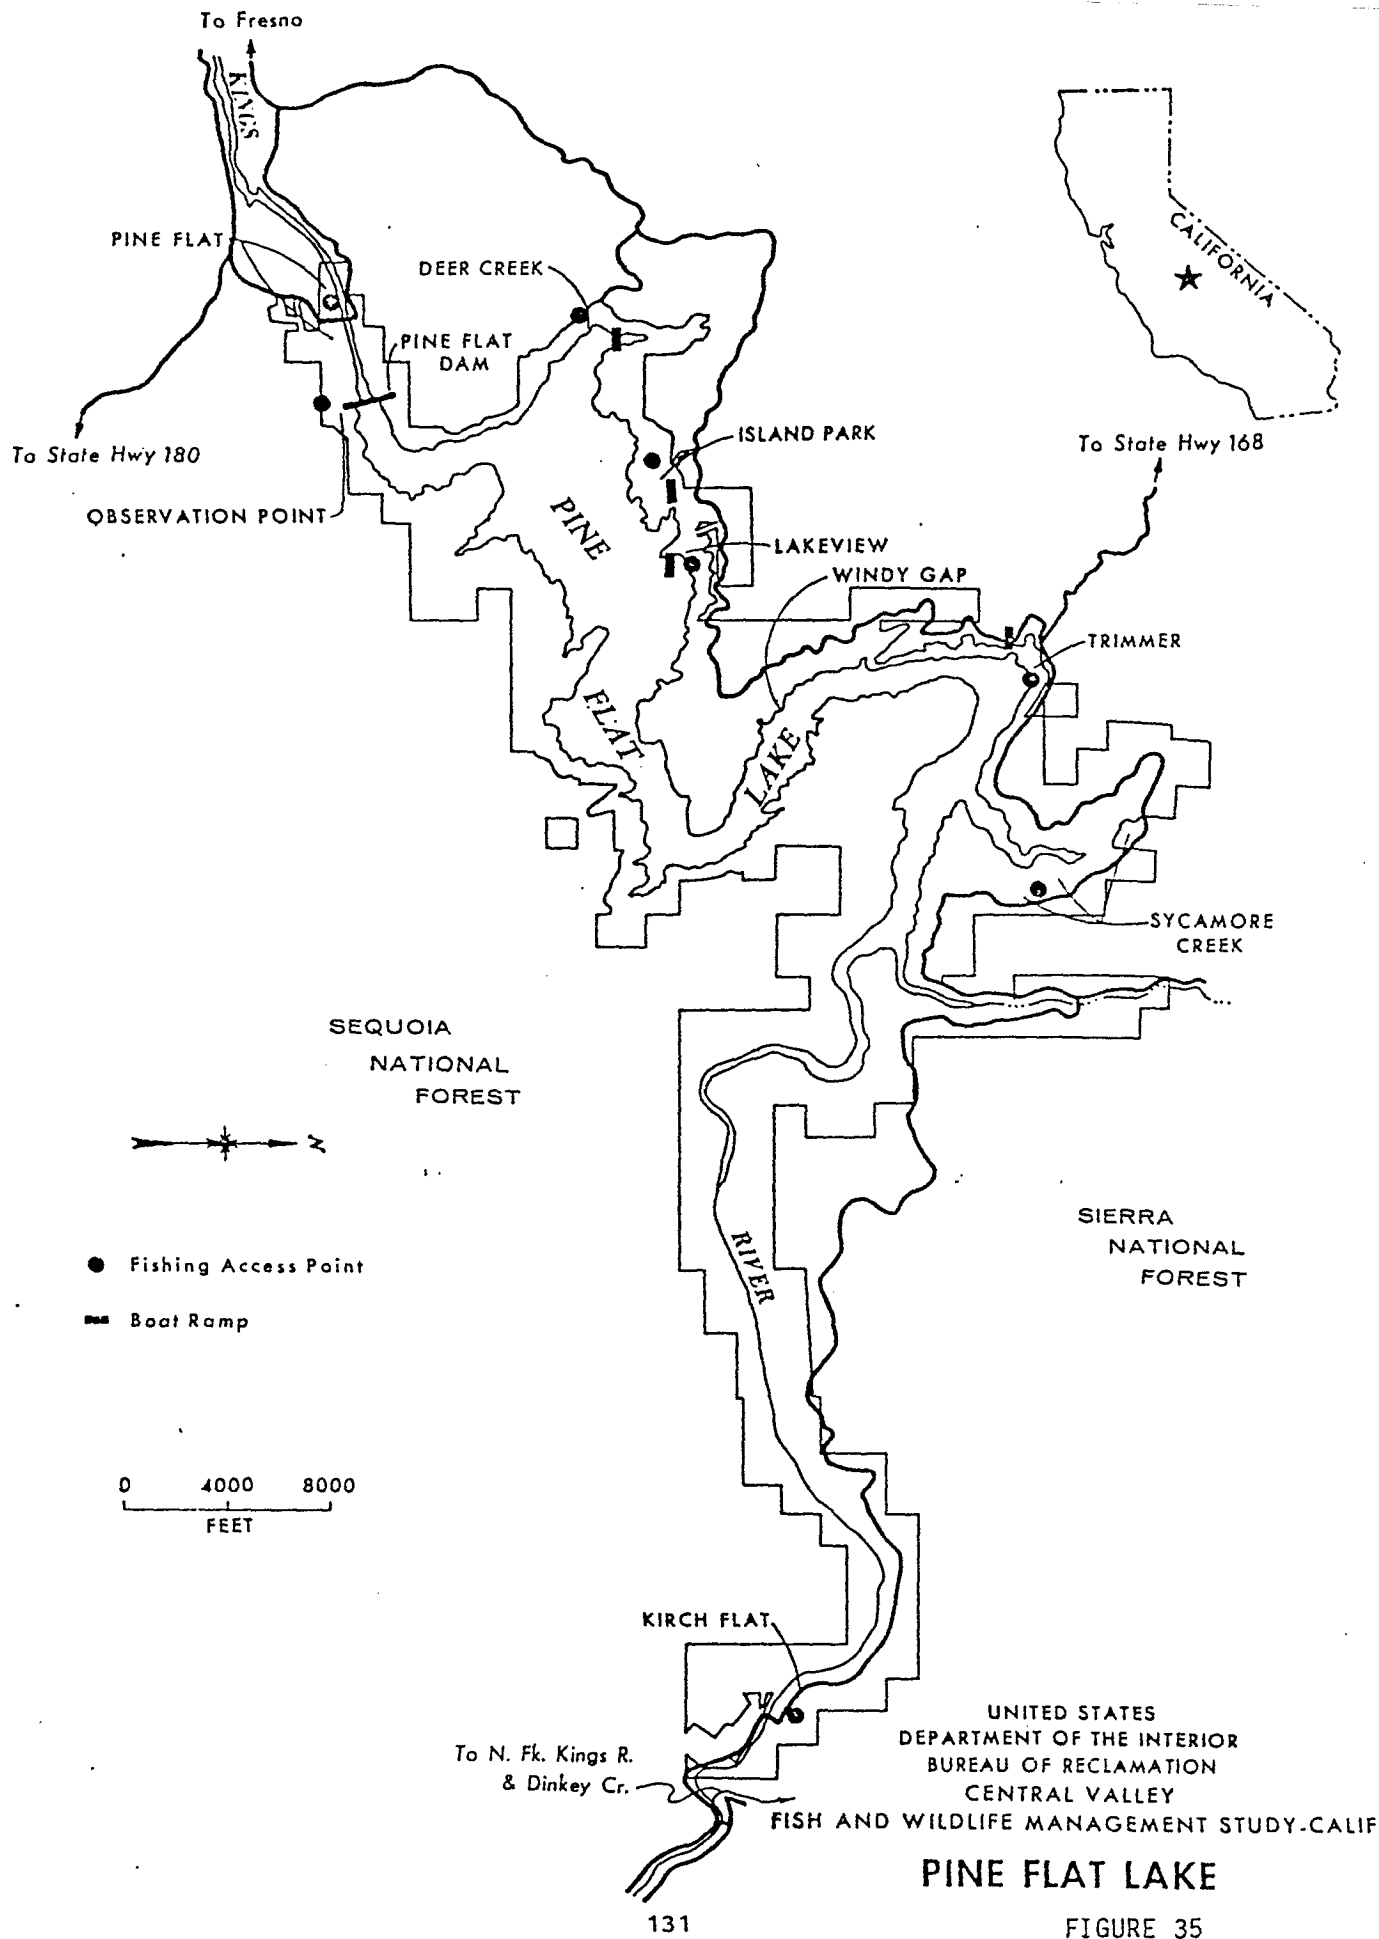 To Fresno
KINGS
CALIFORNIA
PINE FLAT
DEER CREEK
PINE FLAT
DAM
ISLAND PARK
To State Hwy 168
To State Hwy 180
OBSERVATION POINT
PINE
LAKEVIEW
WINDY GAP
TRIMMER
FLAT
LAKE
SYCAMORE
CREEK
SEQUOIA
NATIONAL
FOREST
N
SIERRA
NATIONAL
FOREST
RIVER
Fishing Access Point
Boat Ramp
0 4000 8000
FEET
KIRCH FLAT
To N. Fk. Kings R.
& Dinkey Cr.
UNITED STATES
DEPARTMENT OF THE INTERIOR
BUREAU OF RECLAMATION
CENTRAL VALLEY
FISH AND WILDLIFE MANAGEMENT STUDY-CALIF
PINE FLAT LAKE
131
FIGURE 35